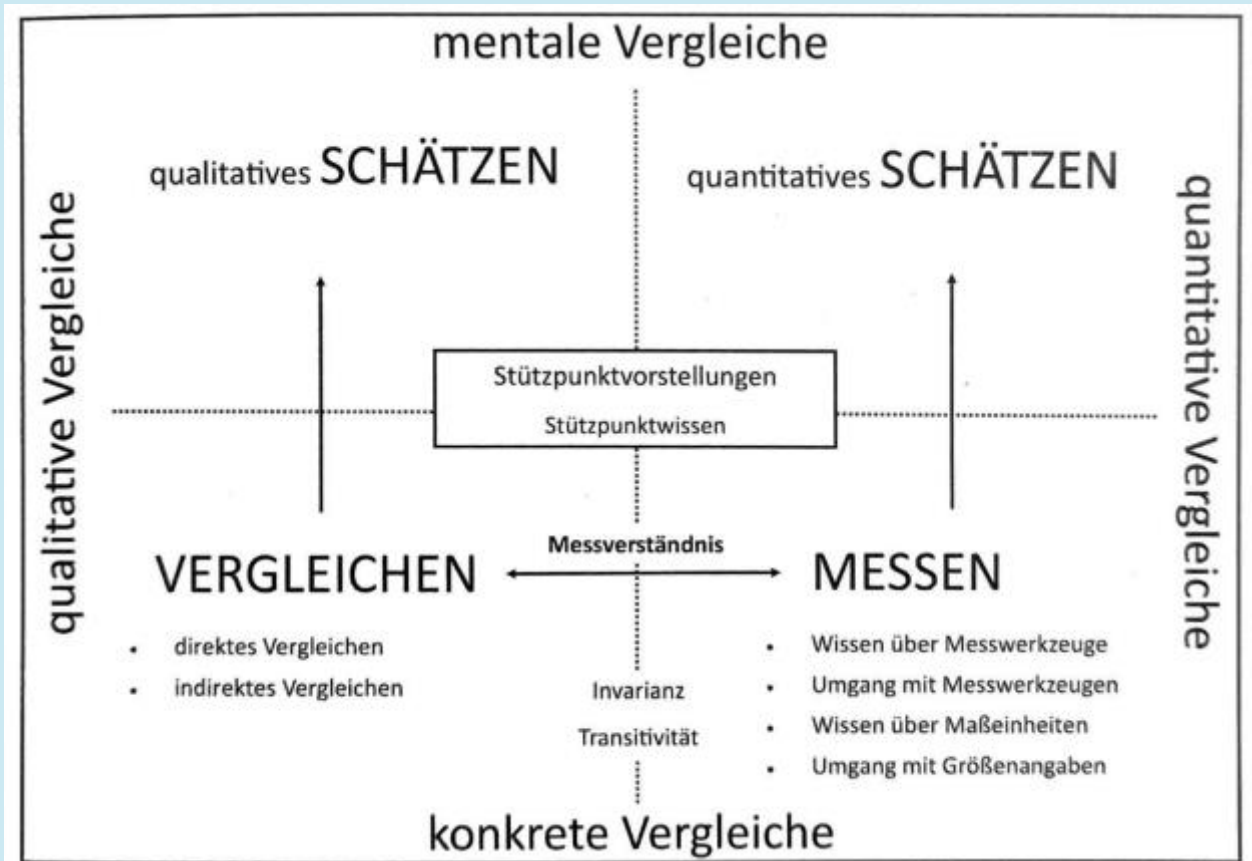 mentale Vergleiche
qualitatives SCHÄTZEN
quantitatives SCHÄTZEN
qualitative Vergleiche
quantitative Vergleiche
Stützpunktvorstellungen
Stützpunktwissen
Messverständnis
VERGLEICHEN
MESSEN
• direktes Vergleichen
• indirektes Vergleichen
Invarianz
Transitivität
• Wissen über Messwerkzeuge
• Umgang mit Messwerkzeugen
• Wissen über Maßeinheiten
• Umgang mit Größenangaben
konkrete Vergleiche